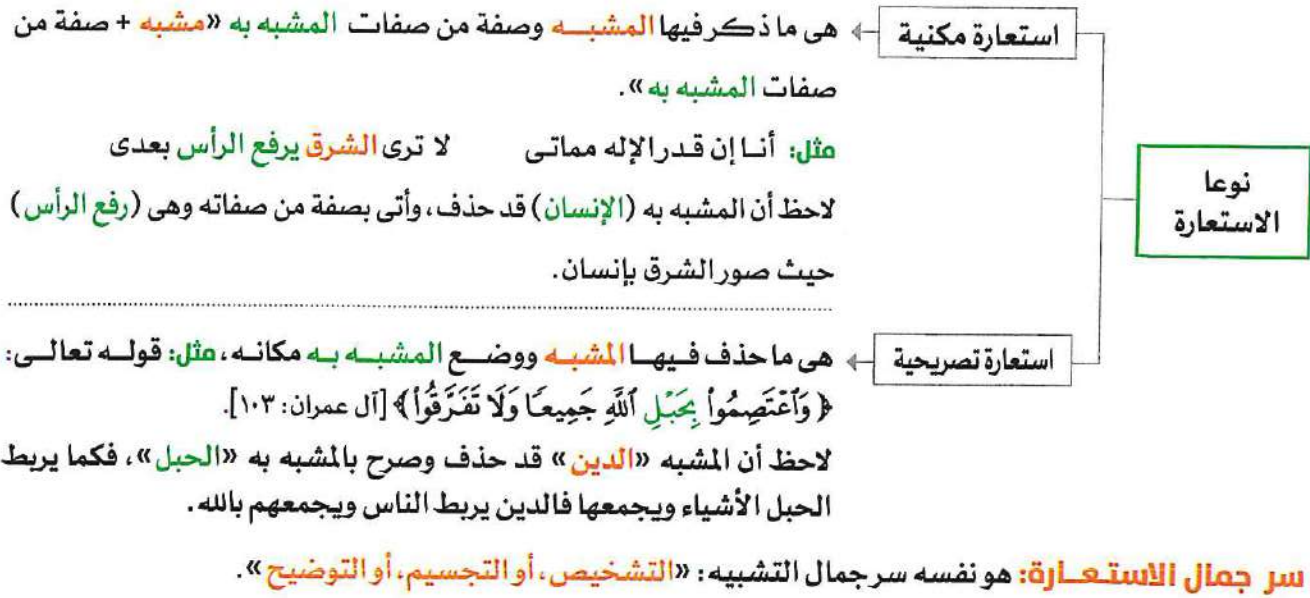 نوعا
الاستعارة
استعارة مكنية
هى ما ذكر فيها المشبه وصفة من صفات المشبه به «مشبه + صفة من
صفات المشبه به».
مثل: أنا إن قدر الإله مماتى لا ترى الشرق يرفع الرأس بعدى
لاحظ أن المشبه به (الإنسان) قد حذف، وأتى بصفة من صفاته وهى (رفع الرأس)
حيث صور الشرق بإنسان.
استعارة تصريحية
هى ما حذف فيها المشبه ووضع المشبه به مكانه، مثل: قوله تعالى:
﴿ وَٱعْتَصِمُوا۟ بِحَبْلِ ٱللَّهِ جَمِيعًا وَلَا تَفَرَّقُوا۟ ﴾ [آل عمران: ١٠٣].
لاحظ أن المشبه «الدين» قد حذف وصرح بالمشبه به «الحبل»، فكما يربط
الحبل الأشياء ويجمعها فالدين يربط الناس ويجمعهم بالله.
سر جمال الاستعارة: هو نفسه سر جمال التشبيه: «التشخيص، أو التجسيم، أو التوضيح».